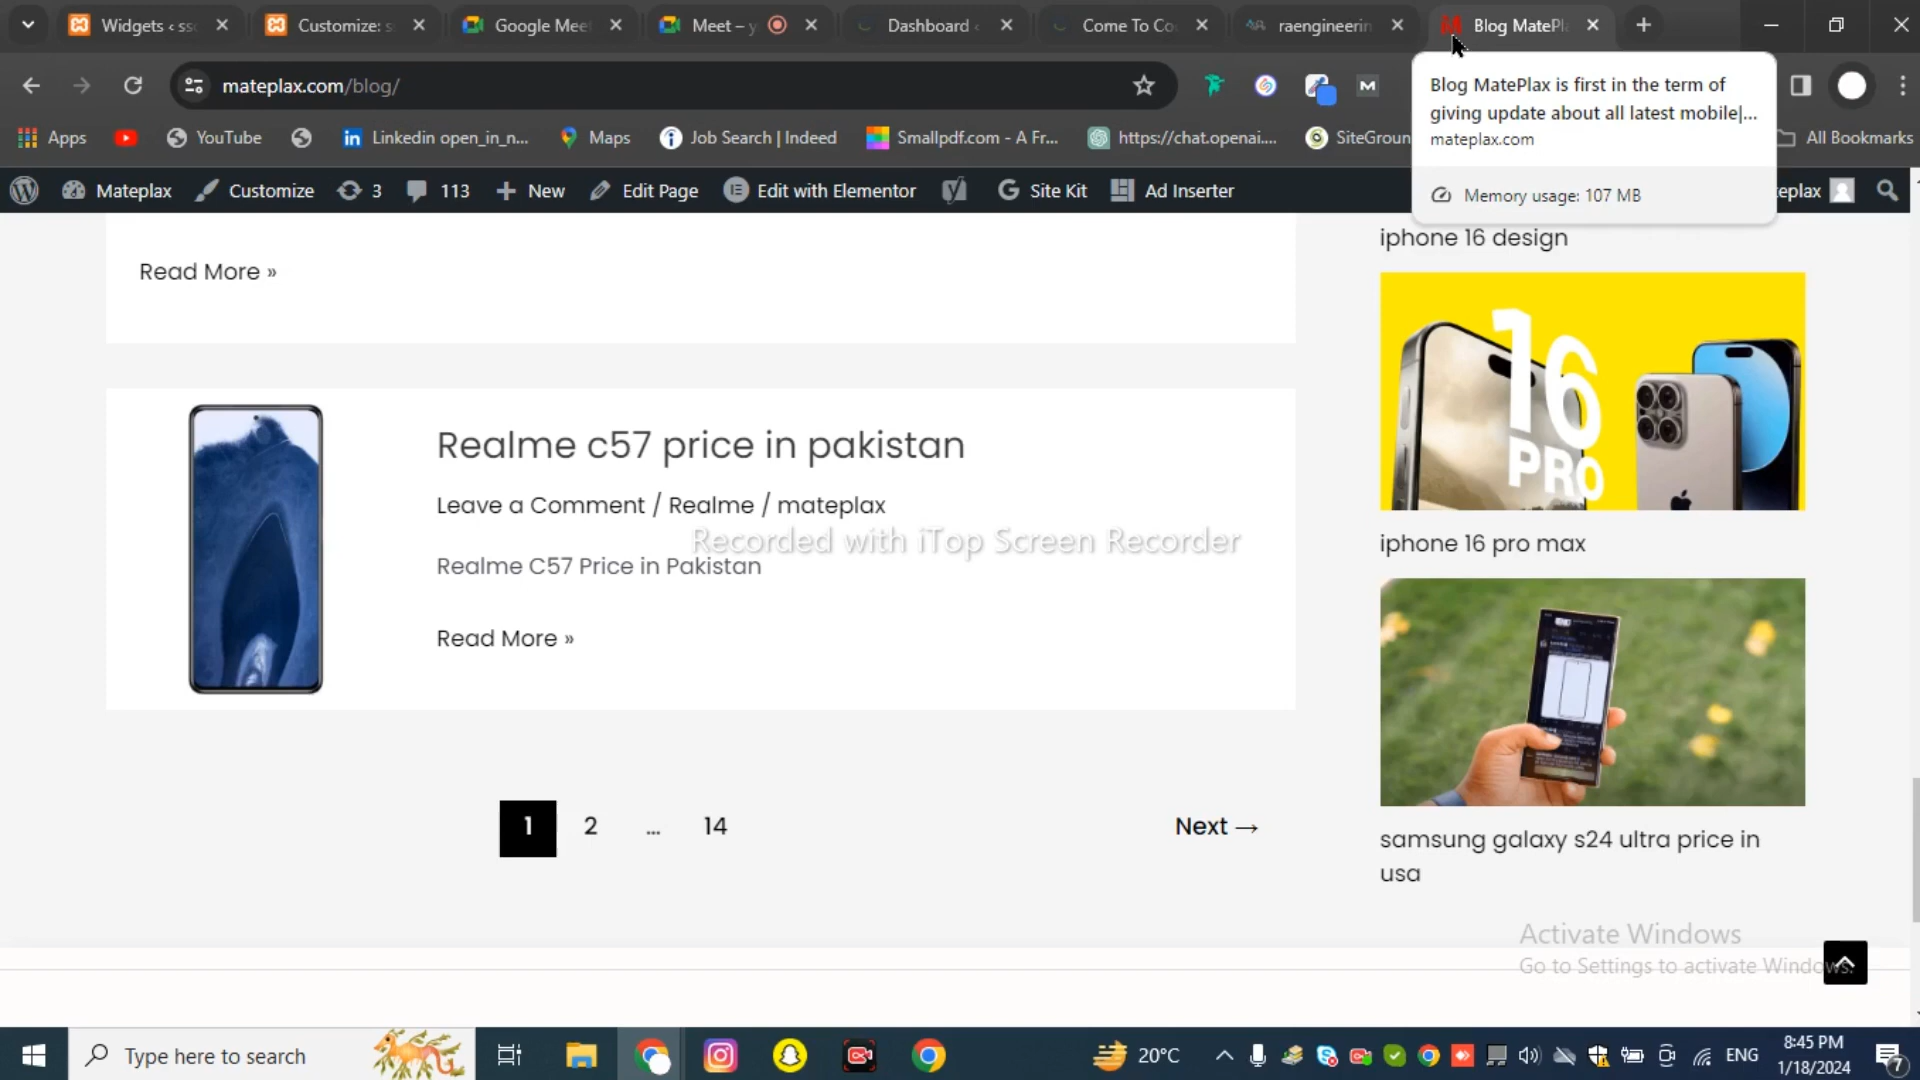 Widgets ‹ ss
Customize: s
Google Mee
Meet – y
Dashboard ‹
Come To Co
raengineerin
Blog MatePl
mateplax.com/blog/
Blog MatePlax is first in the term of
giving update about all latest mobile|...
mateplax.com
Memory usage: 107 MB
Apps
YouTube
Linkedin open_in_n...
Maps
Job Search | Indeed
Smallpdf.com - A Fr...
https://chat.openai....
SiteGroun
All Bookmarks
Mateplax
Customize
3
113
New
Edit Page
Edit with Elementor
Site Kit
Ad Inserter
eplax
Read More »
iphone 16 design
16
PRO
iphone 16 pro max
Realme c57 price in pakistan
Leave a Comment / Realme / mateplax
Recorded with iTop Screen Recorder
Realme C57 Price in Pakistan
Read More »
samsung galaxy s24 ultra price in
usa
1 2 … 14
Next →
Activate Windows
Go to Settings to activate Windows.
Type here to search
20°C
ENG
8:45 PM
1/18/2024
7